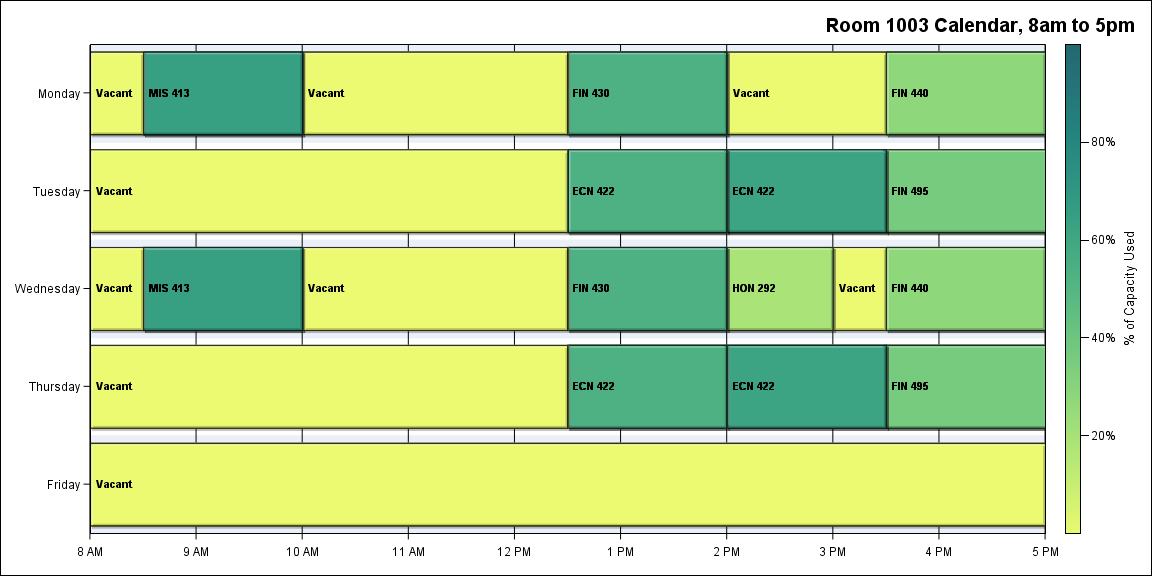 Room 1003 Calendar, 8am to 5pm
Monday
Vacant
MIS 413
Vacant
FIN 430
Vacant
FIN 440
Tuesday
Vacant
ECN 422
ECN 422
FIN 495
Wednesday
Vacant
MIS 413
Vacant
FIN 430
HON 292
Vacant
FIN 440
Thursday
Vacant
ECN 422
ECN 422
FIN 495
Friday
Vacant
8 AM
9 AM
10 AM
11 AM
12 PM
1 PM
2 PM
3 PM
4 PM
5 PM
80%
60%
40%
20%
% of Capacity Used